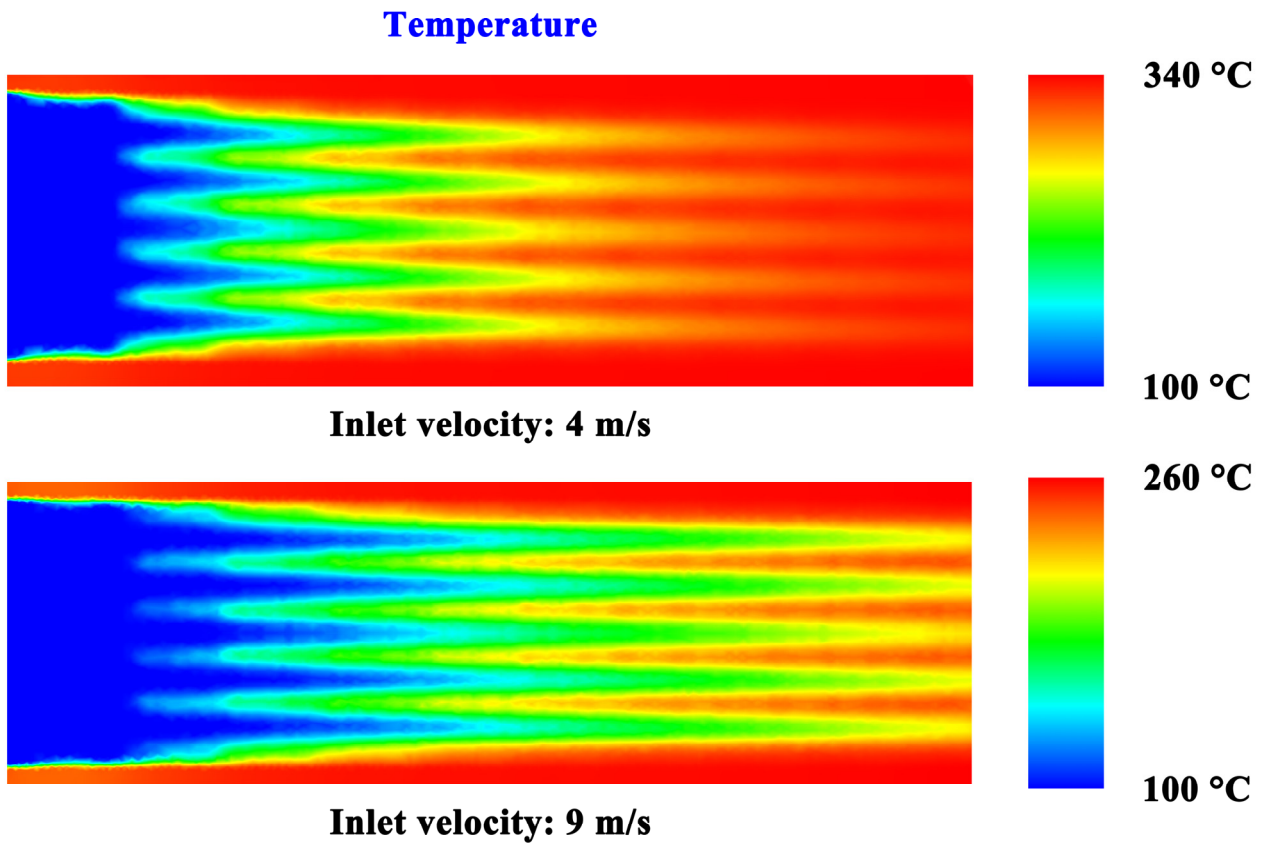 Temperature
340 °C
100 °C
Inlet velocity: 4 m/s
260 °C
100 °C
Inlet velocity: 9 m/s